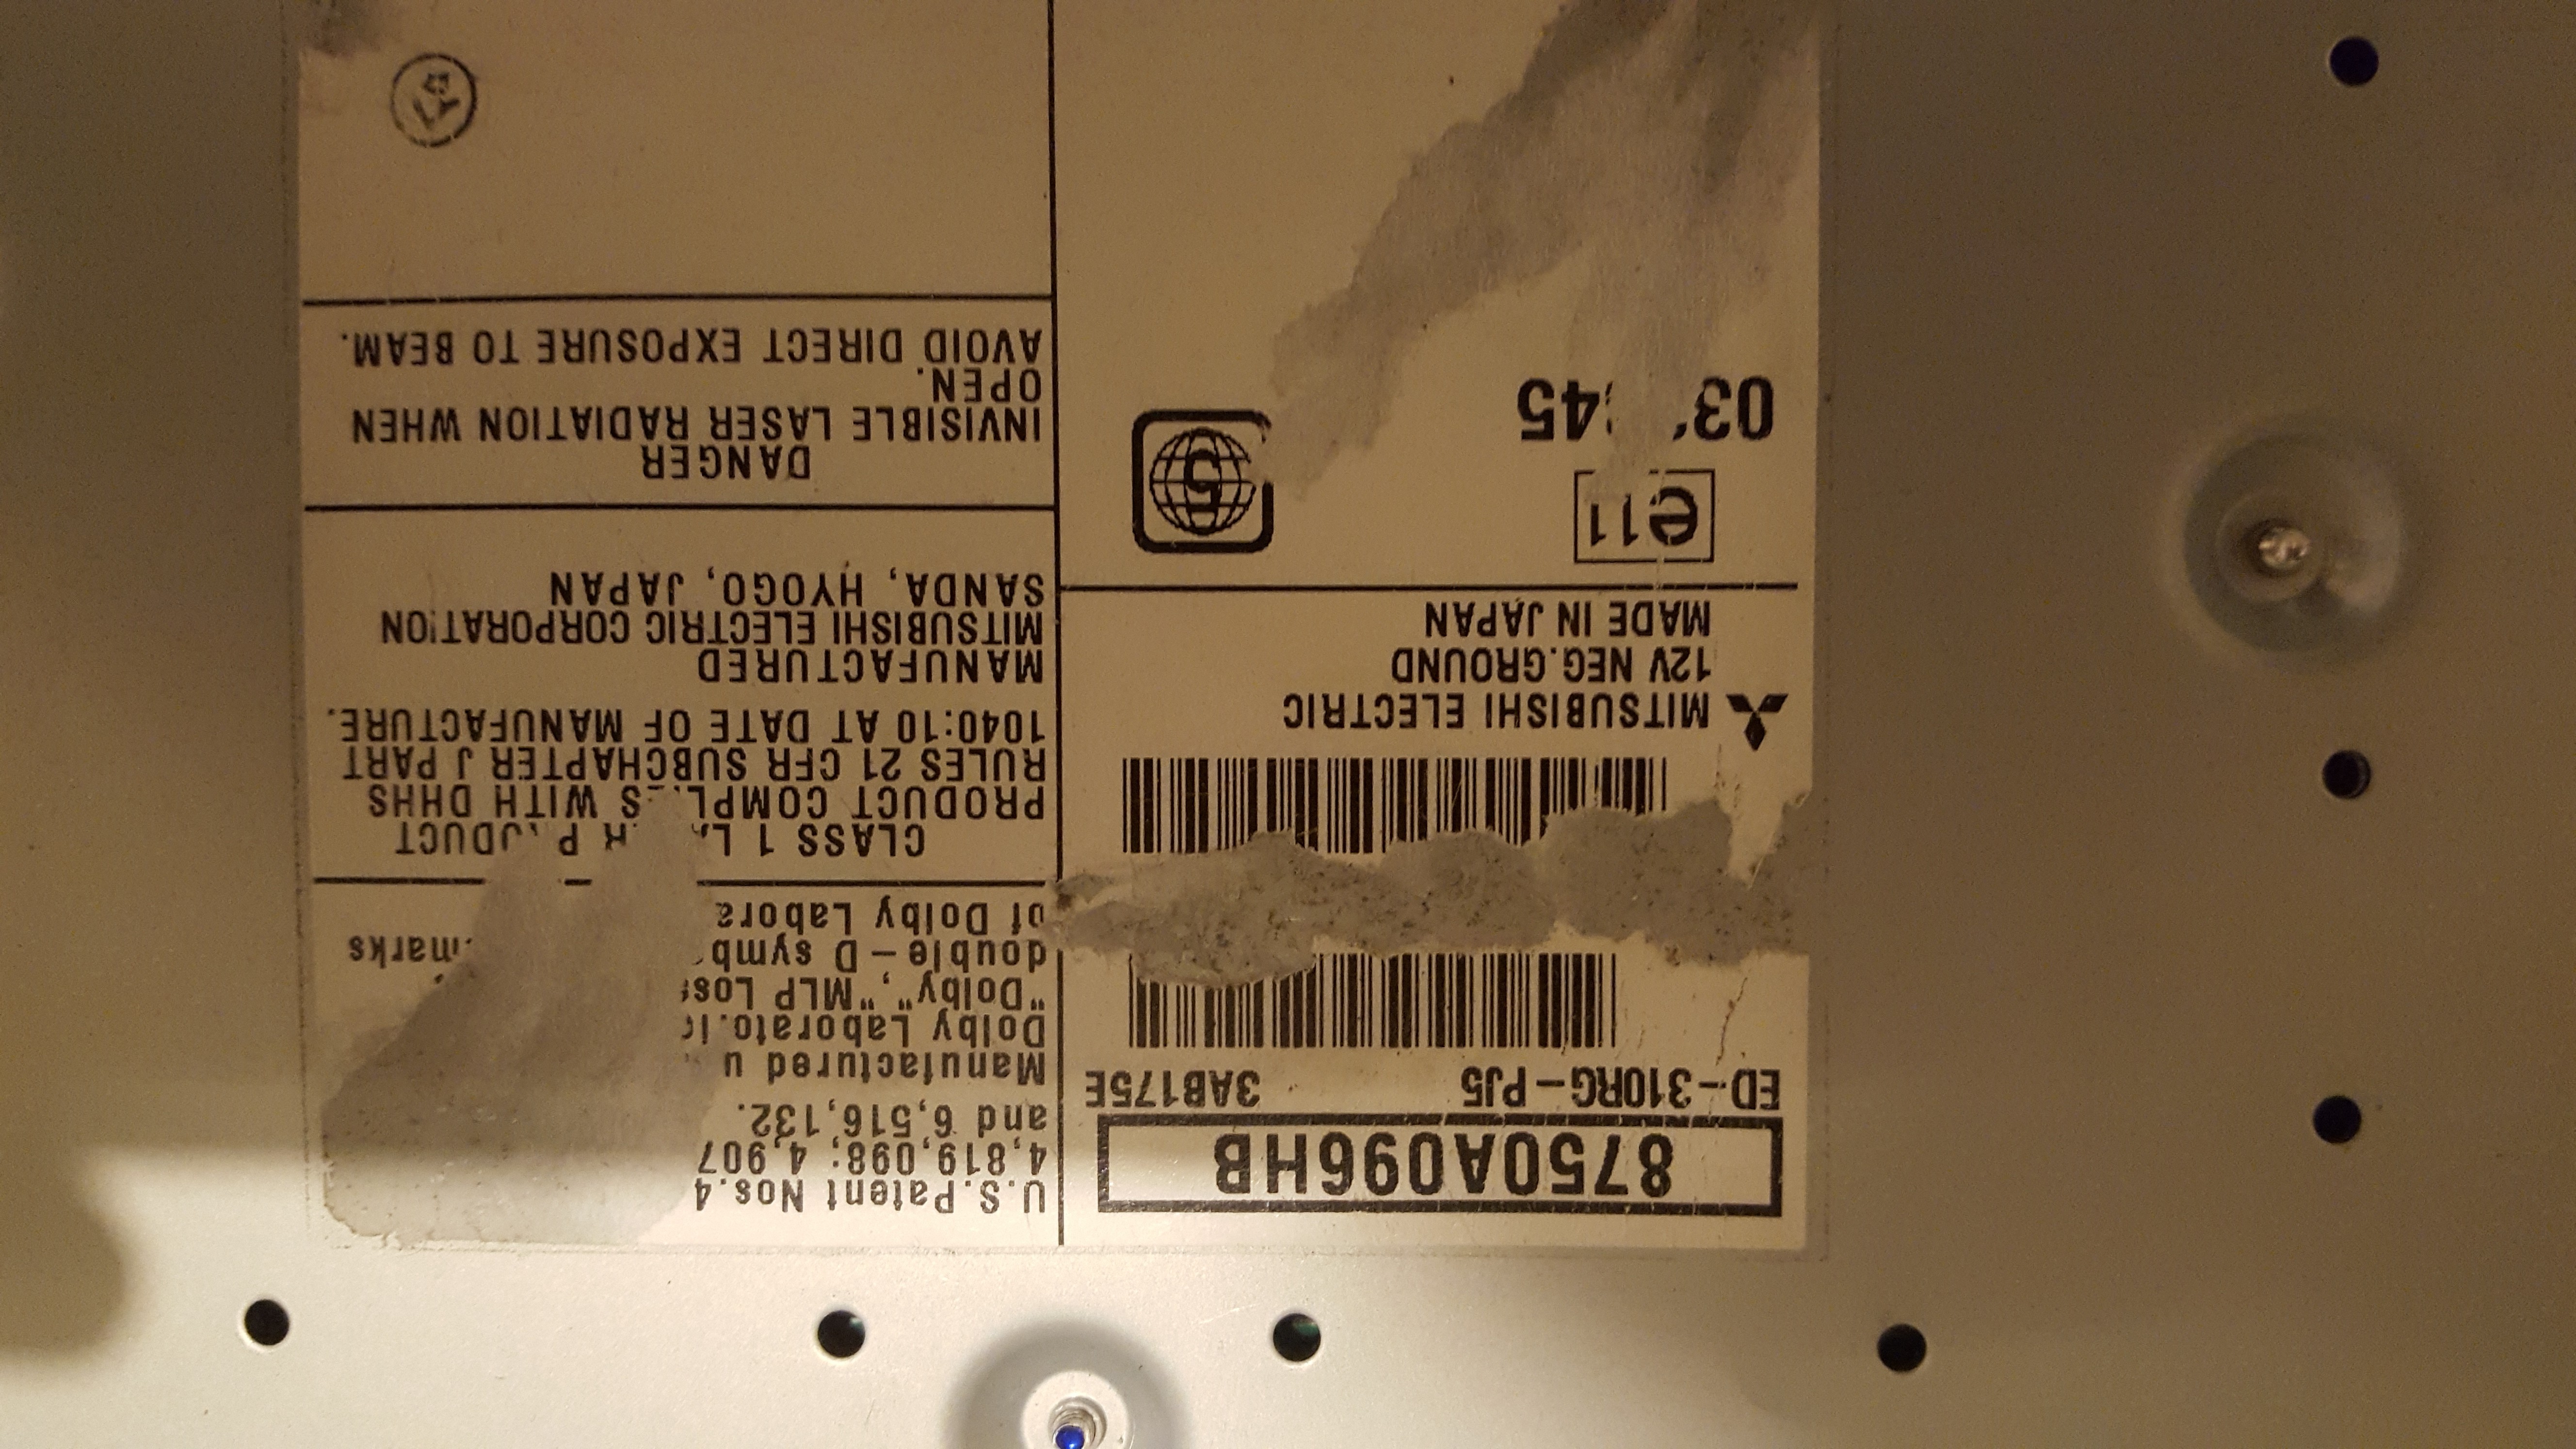 8750A096HB
ED-310RG-PJ5 3AB175E
MITSUBISHI ELECTRIC
12V NEG.GROUND
MADE IN JAPAN
e11
03 45
5
U.S.Patent Nos.4
4,819,098; 4,907
and 6,516,132.
Manufactured u
Dolby
"Dolby", "MLP
double-D marks
of Dolby
CLASS 1
PRODUCT WITH DHHS
RULES 21 CFR SUBCHAPTER J PART
1040:10 AT DATE OF MANUFACTURE.
MANUFACTURED
MITSUBISHI ELECTRIC CORPORATION
SANDA, HYOGO, JAPAN
DANGER
INVISIBLE LASER RADIATION WHEN
OPEN.
AVOID DIRECT EXPOSURE TO BEAM.